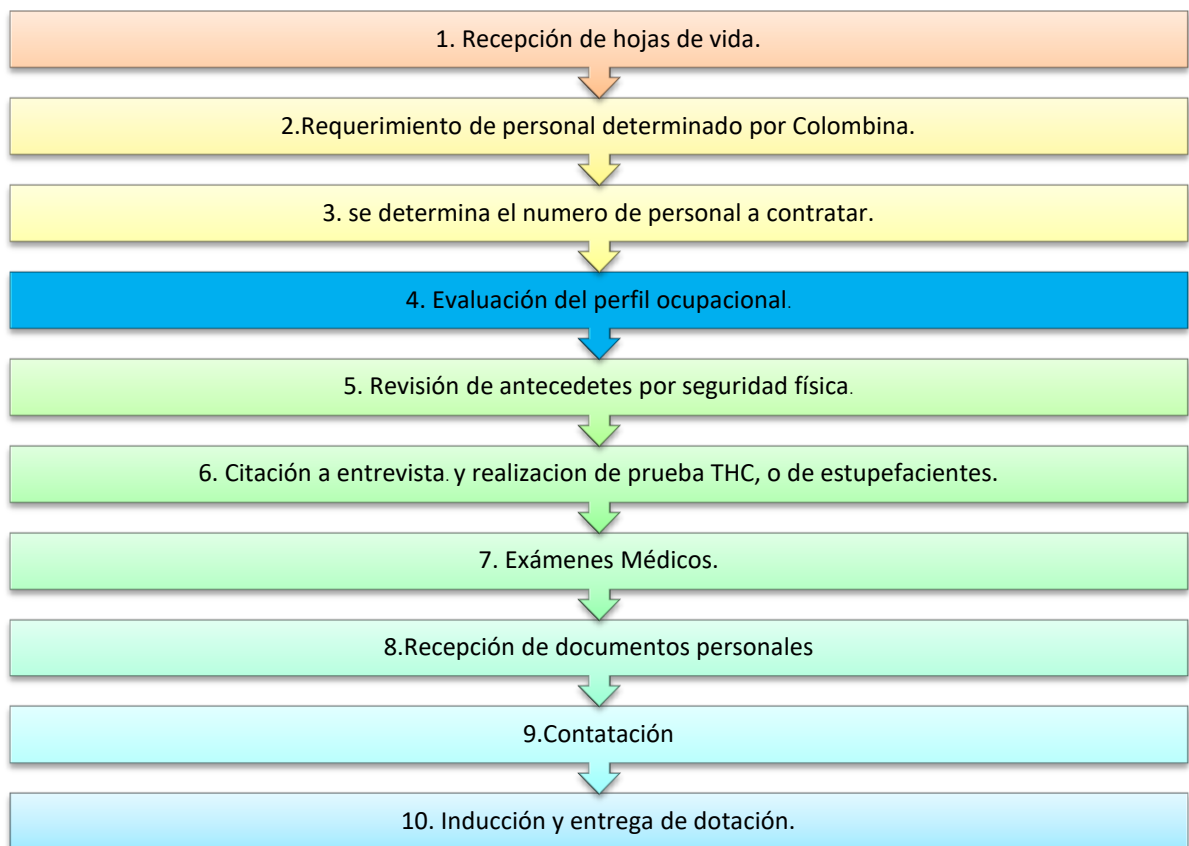 1. Recepción de hojas de vida.
2.Requerimiento de personal determinado por Colombina.
3. se determina el numero de personal a contratar.
4. Evaluación del perfil ocupacional.
5. Revisión de antecedetes por seguridad física.
6. Citación a entrevista. y realizacion de prueba THC, o de estupefacientes.
7. Exámenes Médicos.
8.Recepción de documentos personales
9.Contatación
10. Inducción y entrega de dotación.